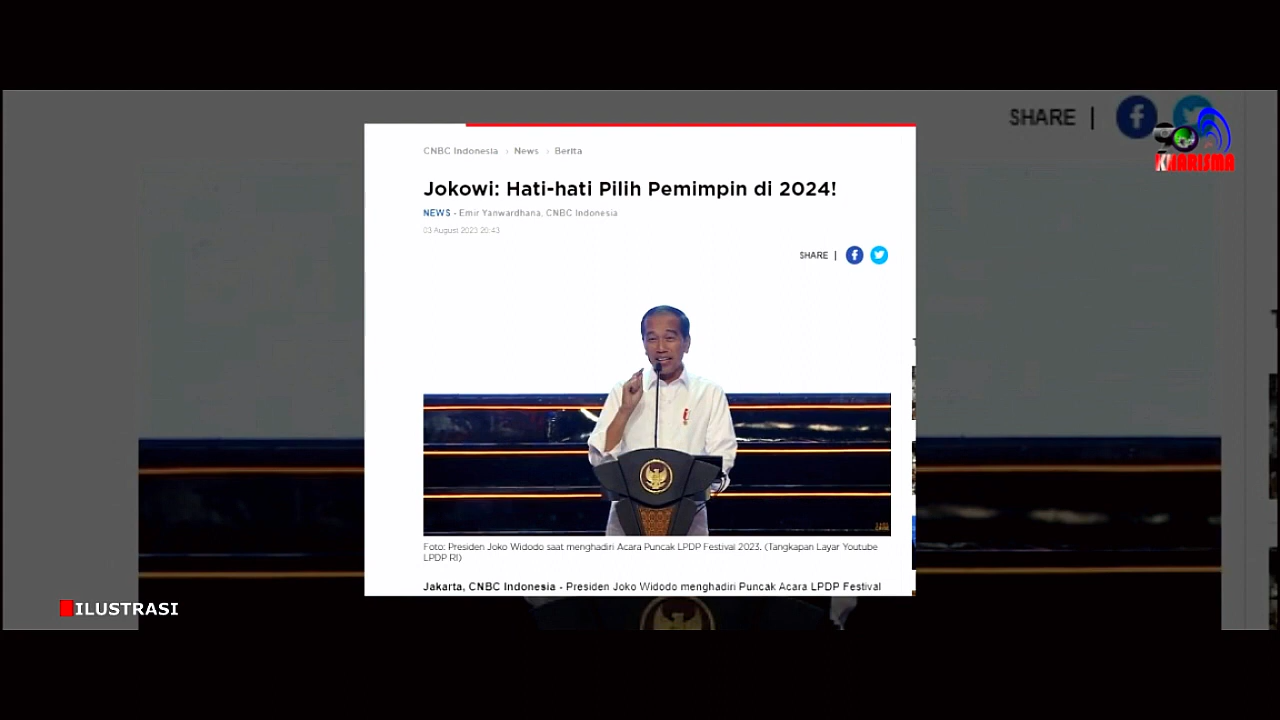 SHARE |
KHARISMA
CNBC Indonesia › News › Berita
Jokowi: Hati-hati Pilih Pemimpin di 2024!
NEWS - Emir Yanwardhana, CNBC Indonesia
03 August 2023 20:43
SHARE |
Foto: Presiden Joko Widodo saat menghadiri Acara Puncak LPDP Festival 2023. (Tangkapan Layar Youtube
LPDP RI)
Jakarta, CNBC Indonesia - Presiden Joko Widodo menghadiri Puncak Acara LPDP Festival
ILUSTRASI